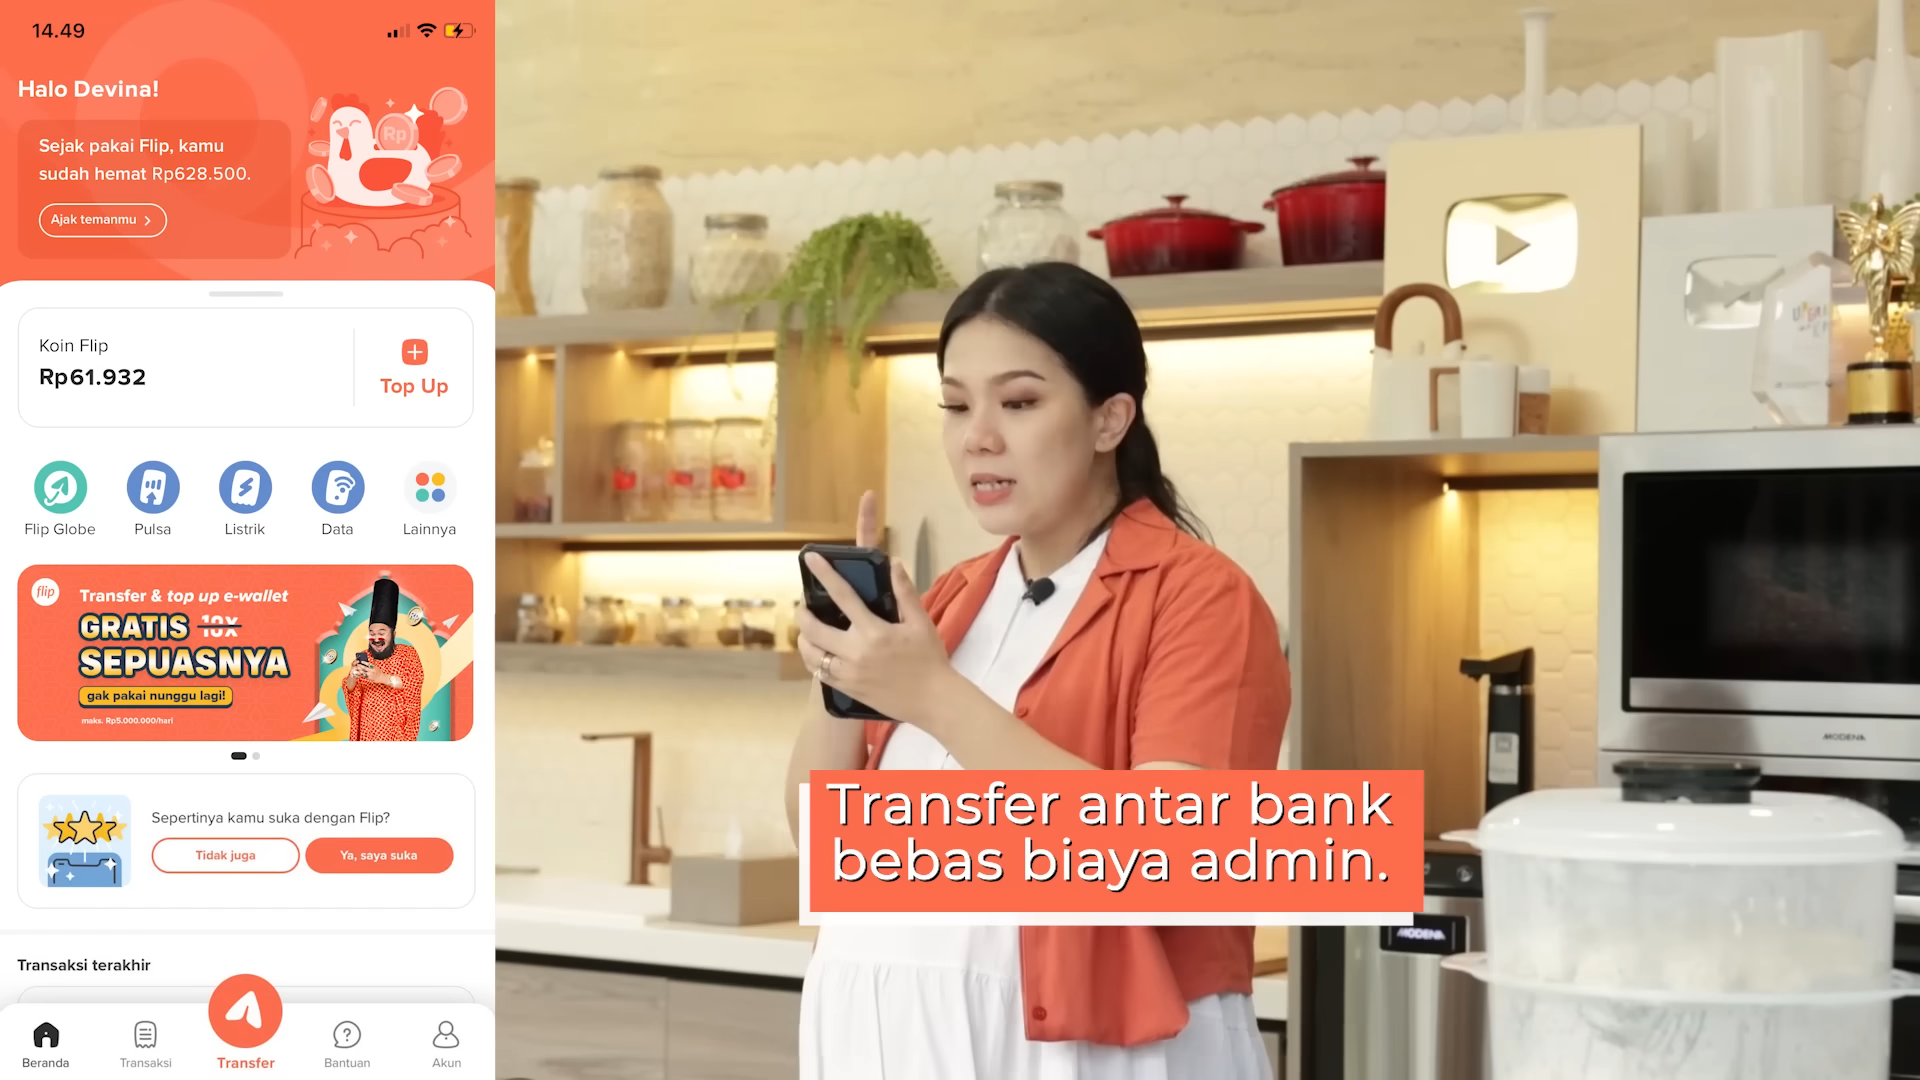 14.49
Halo Devina!
Sejak pakai Flip, kamu
sudah hemat Rp628.500.
Ajak temanmu
Rp
Koin Flip
Rp61.932
Top Up
Flip Globe
Pulsa
Listrik
Data
Lainnya
flip
Transfer & top up e-wallet
GRATIS 10X
SEPUASNYA
gak pakai nunggu lagi!
maks. Rp5.000.000/hari
Sepertinya kamu suka dengan Flip?
Tidak juga
Ya, saya suka
Transaksi terakhir
Beranda
Transaksi
Transfer
Bantuan
Akun
Transfer antar bank
bebas biaya admin.
MODENA
MODENA